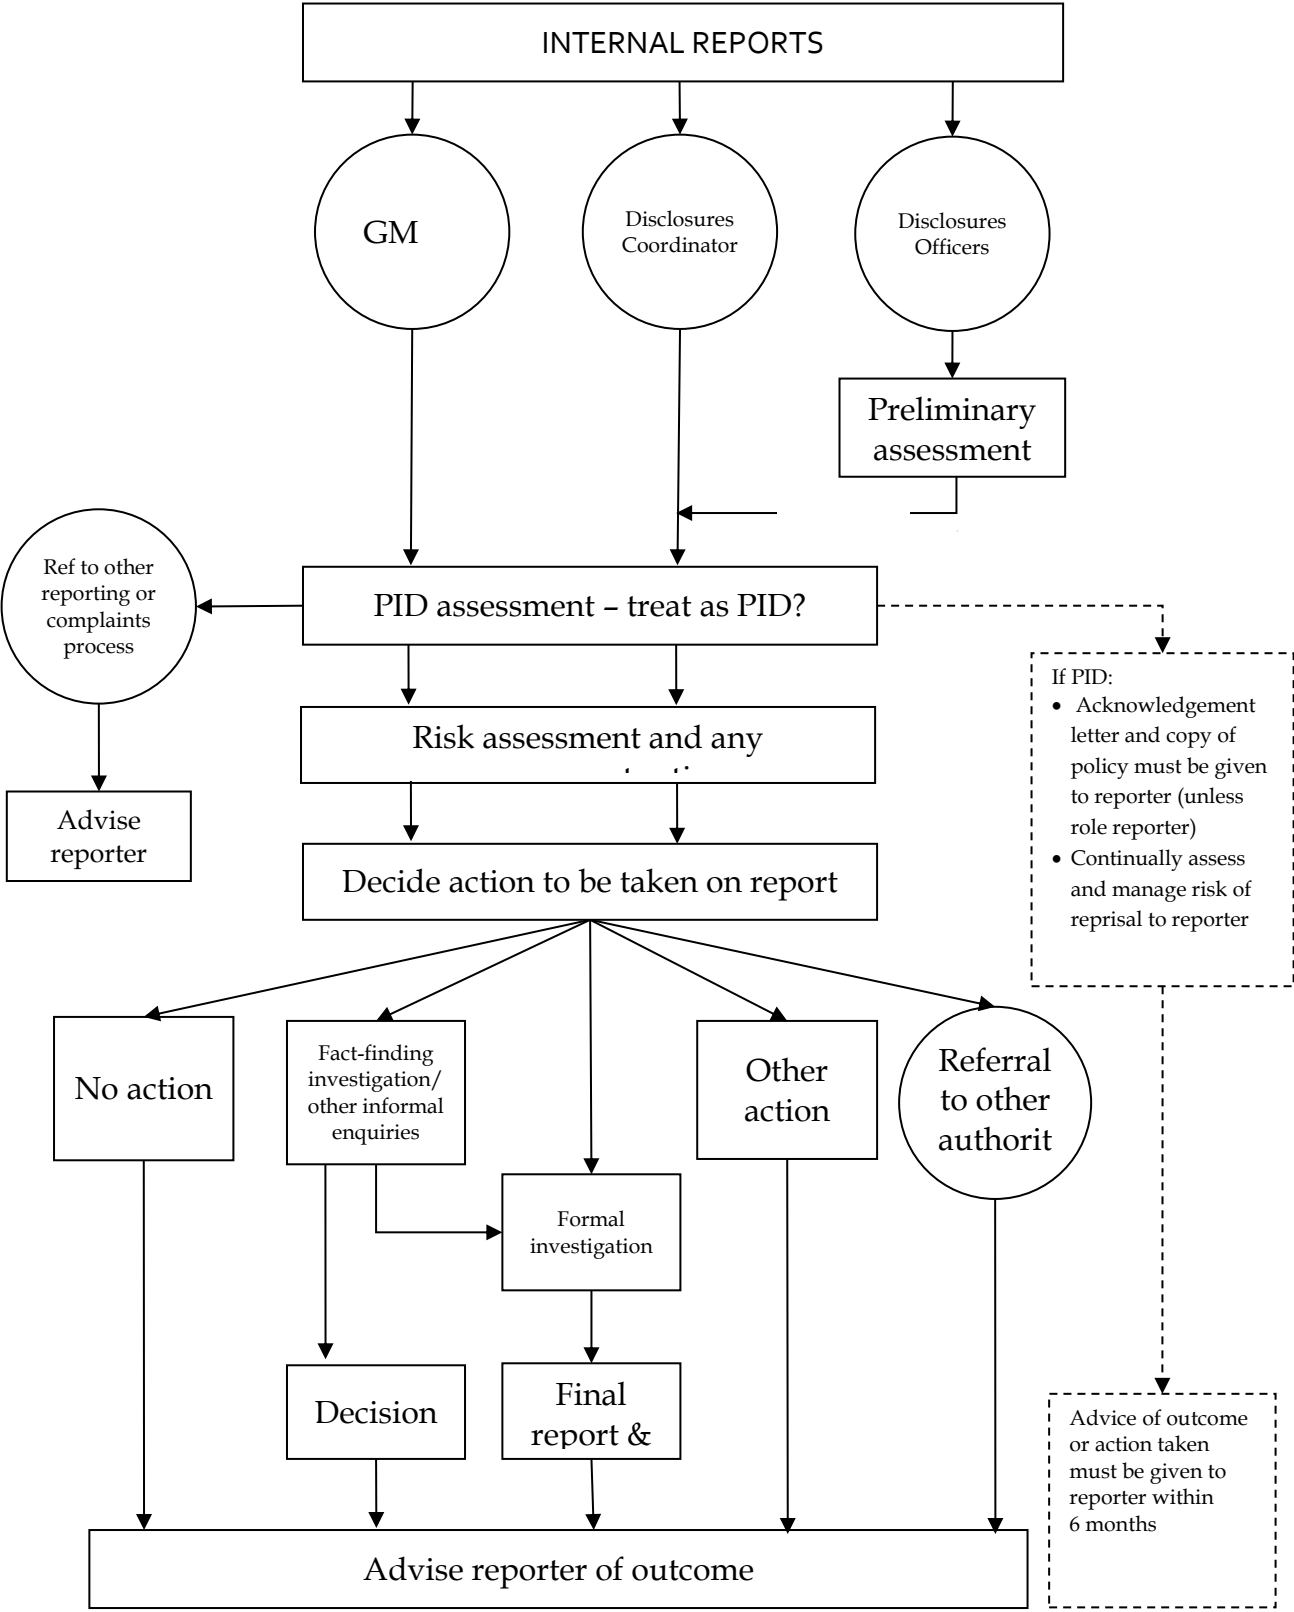 INTERNAL REPORTS
GM
Disclosures
Coordinator
Disclosures
Officers
Preliminary
assessment
Ref to other
reporting or
complaints
process
PID assessment – treat as PID?
If PID:
• Acknowledgement
letter and copy of
policy must be given
to reporter (unless
role reporter)
• Continually assess
and manage risk of
reprisal to reporter
Risk assessment and any
Advise
reporter
Decide action to be taken on report
No action
Fact-finding
investigation/
other informal
enquiries
Other
action
Referral
to other
authorit
Formal
investigation
Decision
Final
report &
Advice of outcome
or action taken
must be given to
reporter within
6 months
Advise reporter of outcome